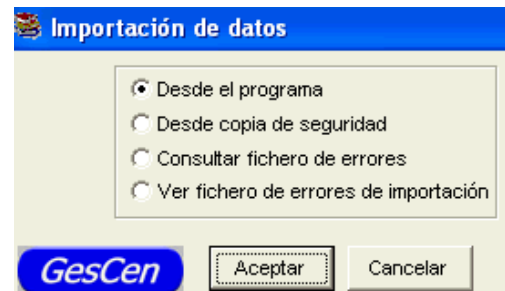 Importación de datos
Desde el programa
Desde copia de seguridad
Consultar fichero de errores
Ver fichero de errores de importación
GesCen Aceptar Cancelar